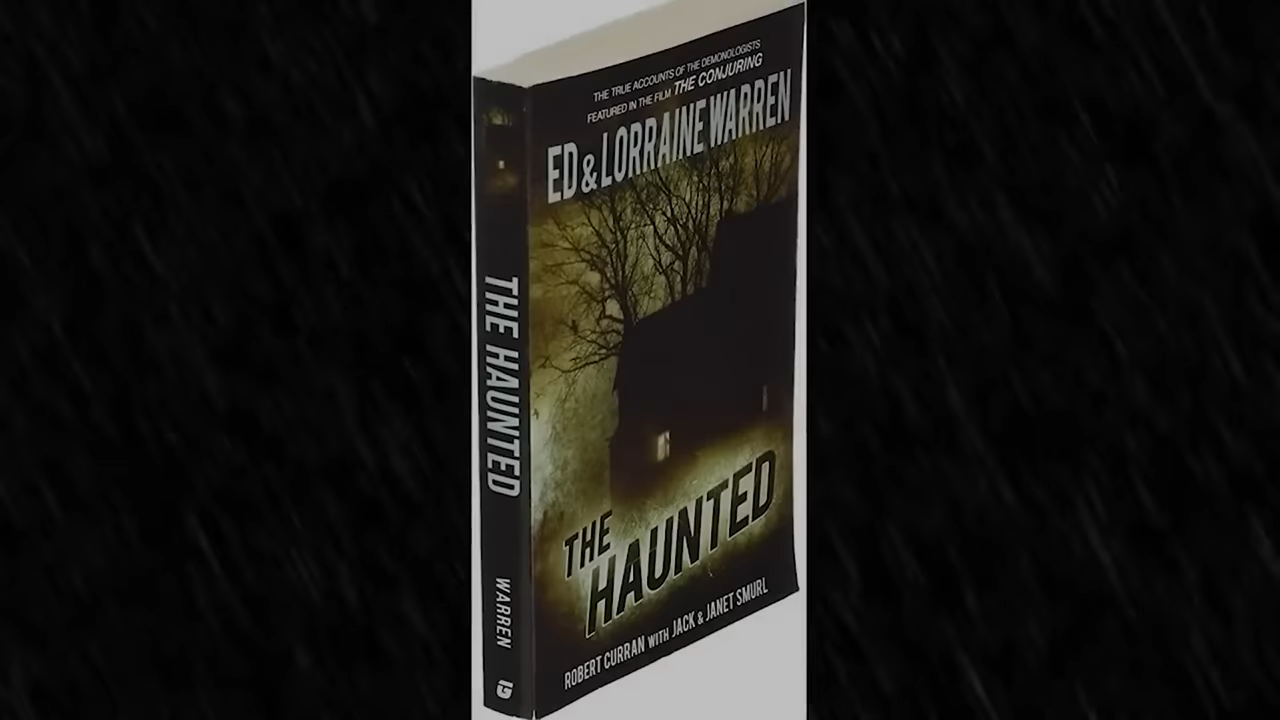 THE TRUE ACCOUNTS OF THE DEMONOLOGISTS
FEATURED IN THE FILM THE CONJURING
ED & LORRAINE WARREN
THE
HAUNTED
ROBERT CURRAN WITH JACK & JANET SMURL
THE HAUNTED
WARREN
G